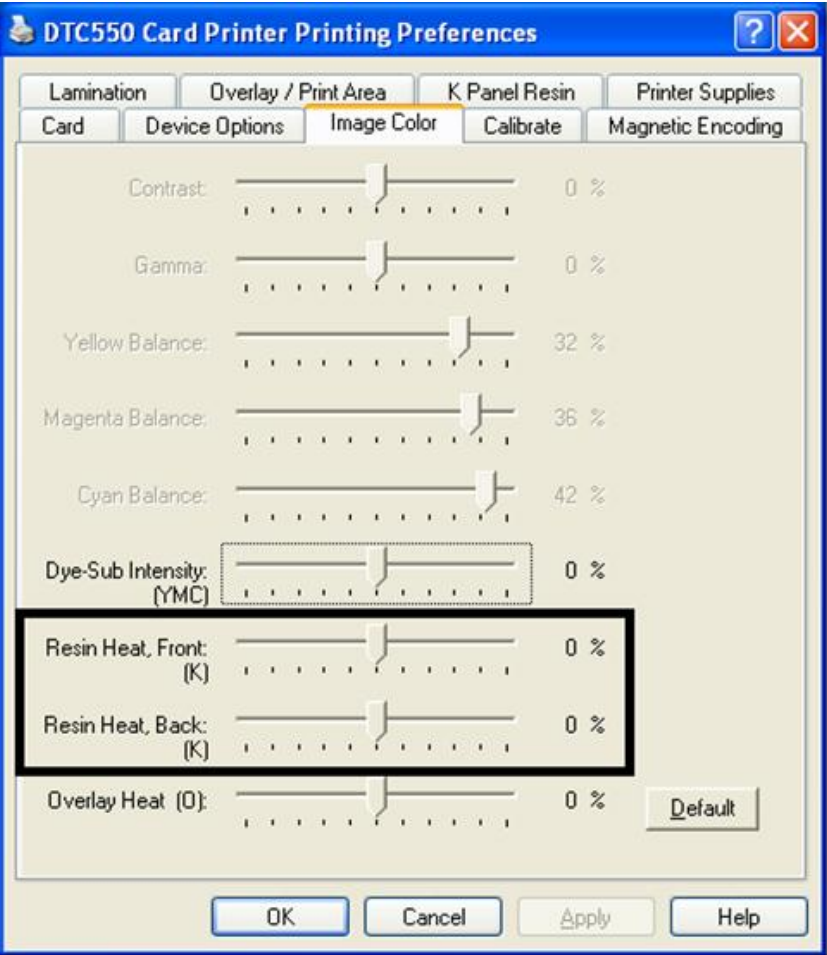 DTC550 Card Printer Printing Preferences
Lamination Overlay / Print Area K Panel Resin Printer Supplies
Card Device Options Image Color Calibrate Magnetic Encoding
Contrast: 0 %
Gamma: 0 %
Yellow Balance: 32 %
Magenta Balance: 36 %
Cyan Balance: 42 %
Dye-Sub Intensity: 0 %
(YMC)
Resin Heat, Front: 0 %
(K)
Resin Heat, Back: 0 %
(K)
Overlay Heat (O): 0 %
Default
OK Cancel Apply Help